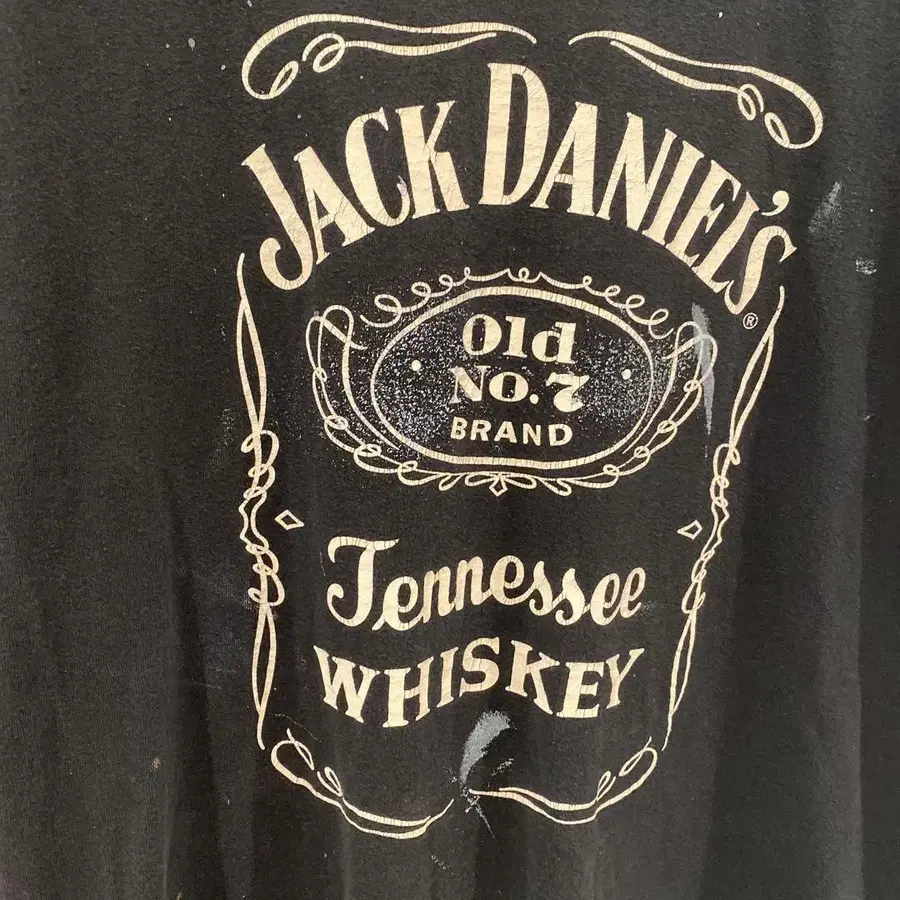 JACK DANIEL'S ®
Old
No. 7
BRAND
Tennessee
WHISKEY